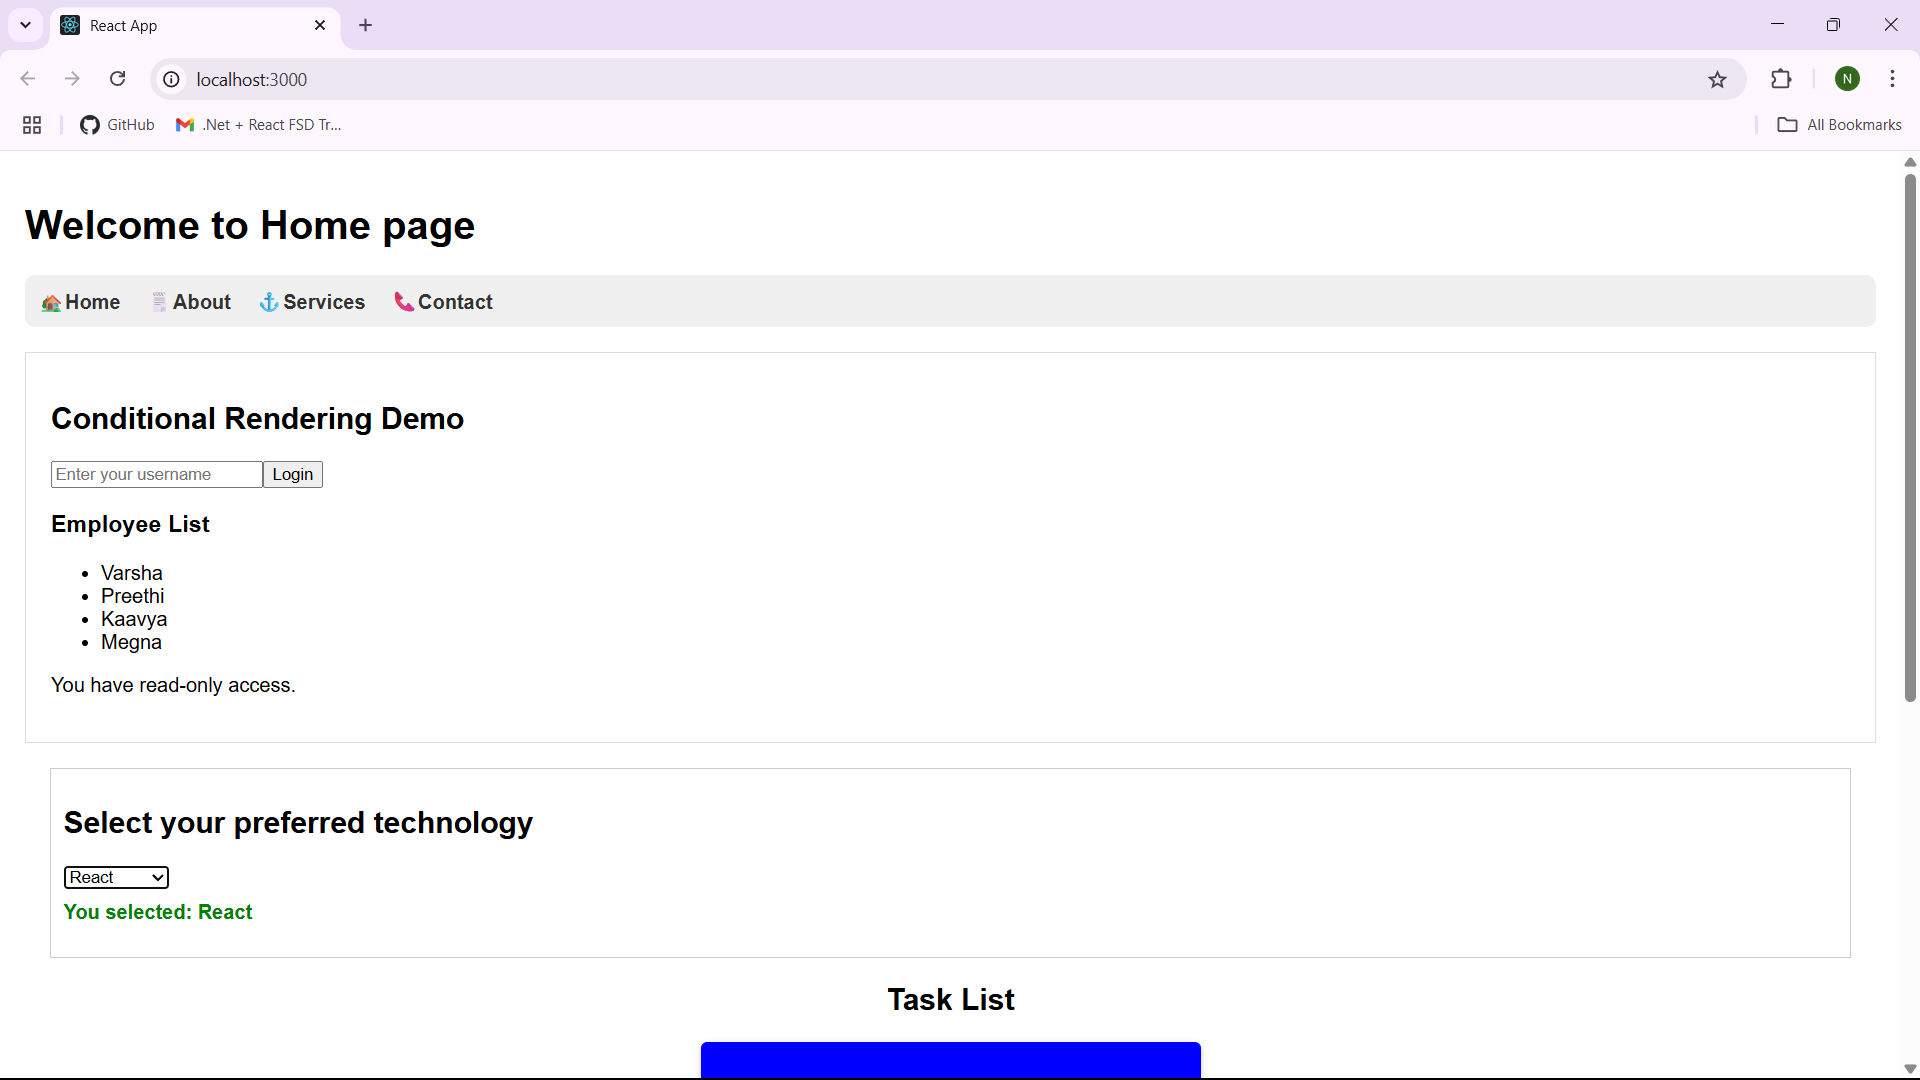 React App
localhost:3000
N
GitHub
.Net + React FSD Tr...
All Bookmarks
Welcome to Home page
Home About Services Contact
Conditional Rendering Demo
Enter your username Login
Employee List
• Varsha
• Preethi
• Kaavya
• Megna
You have read-only access.
Select your preferred technology
React
You selected: React
Task List